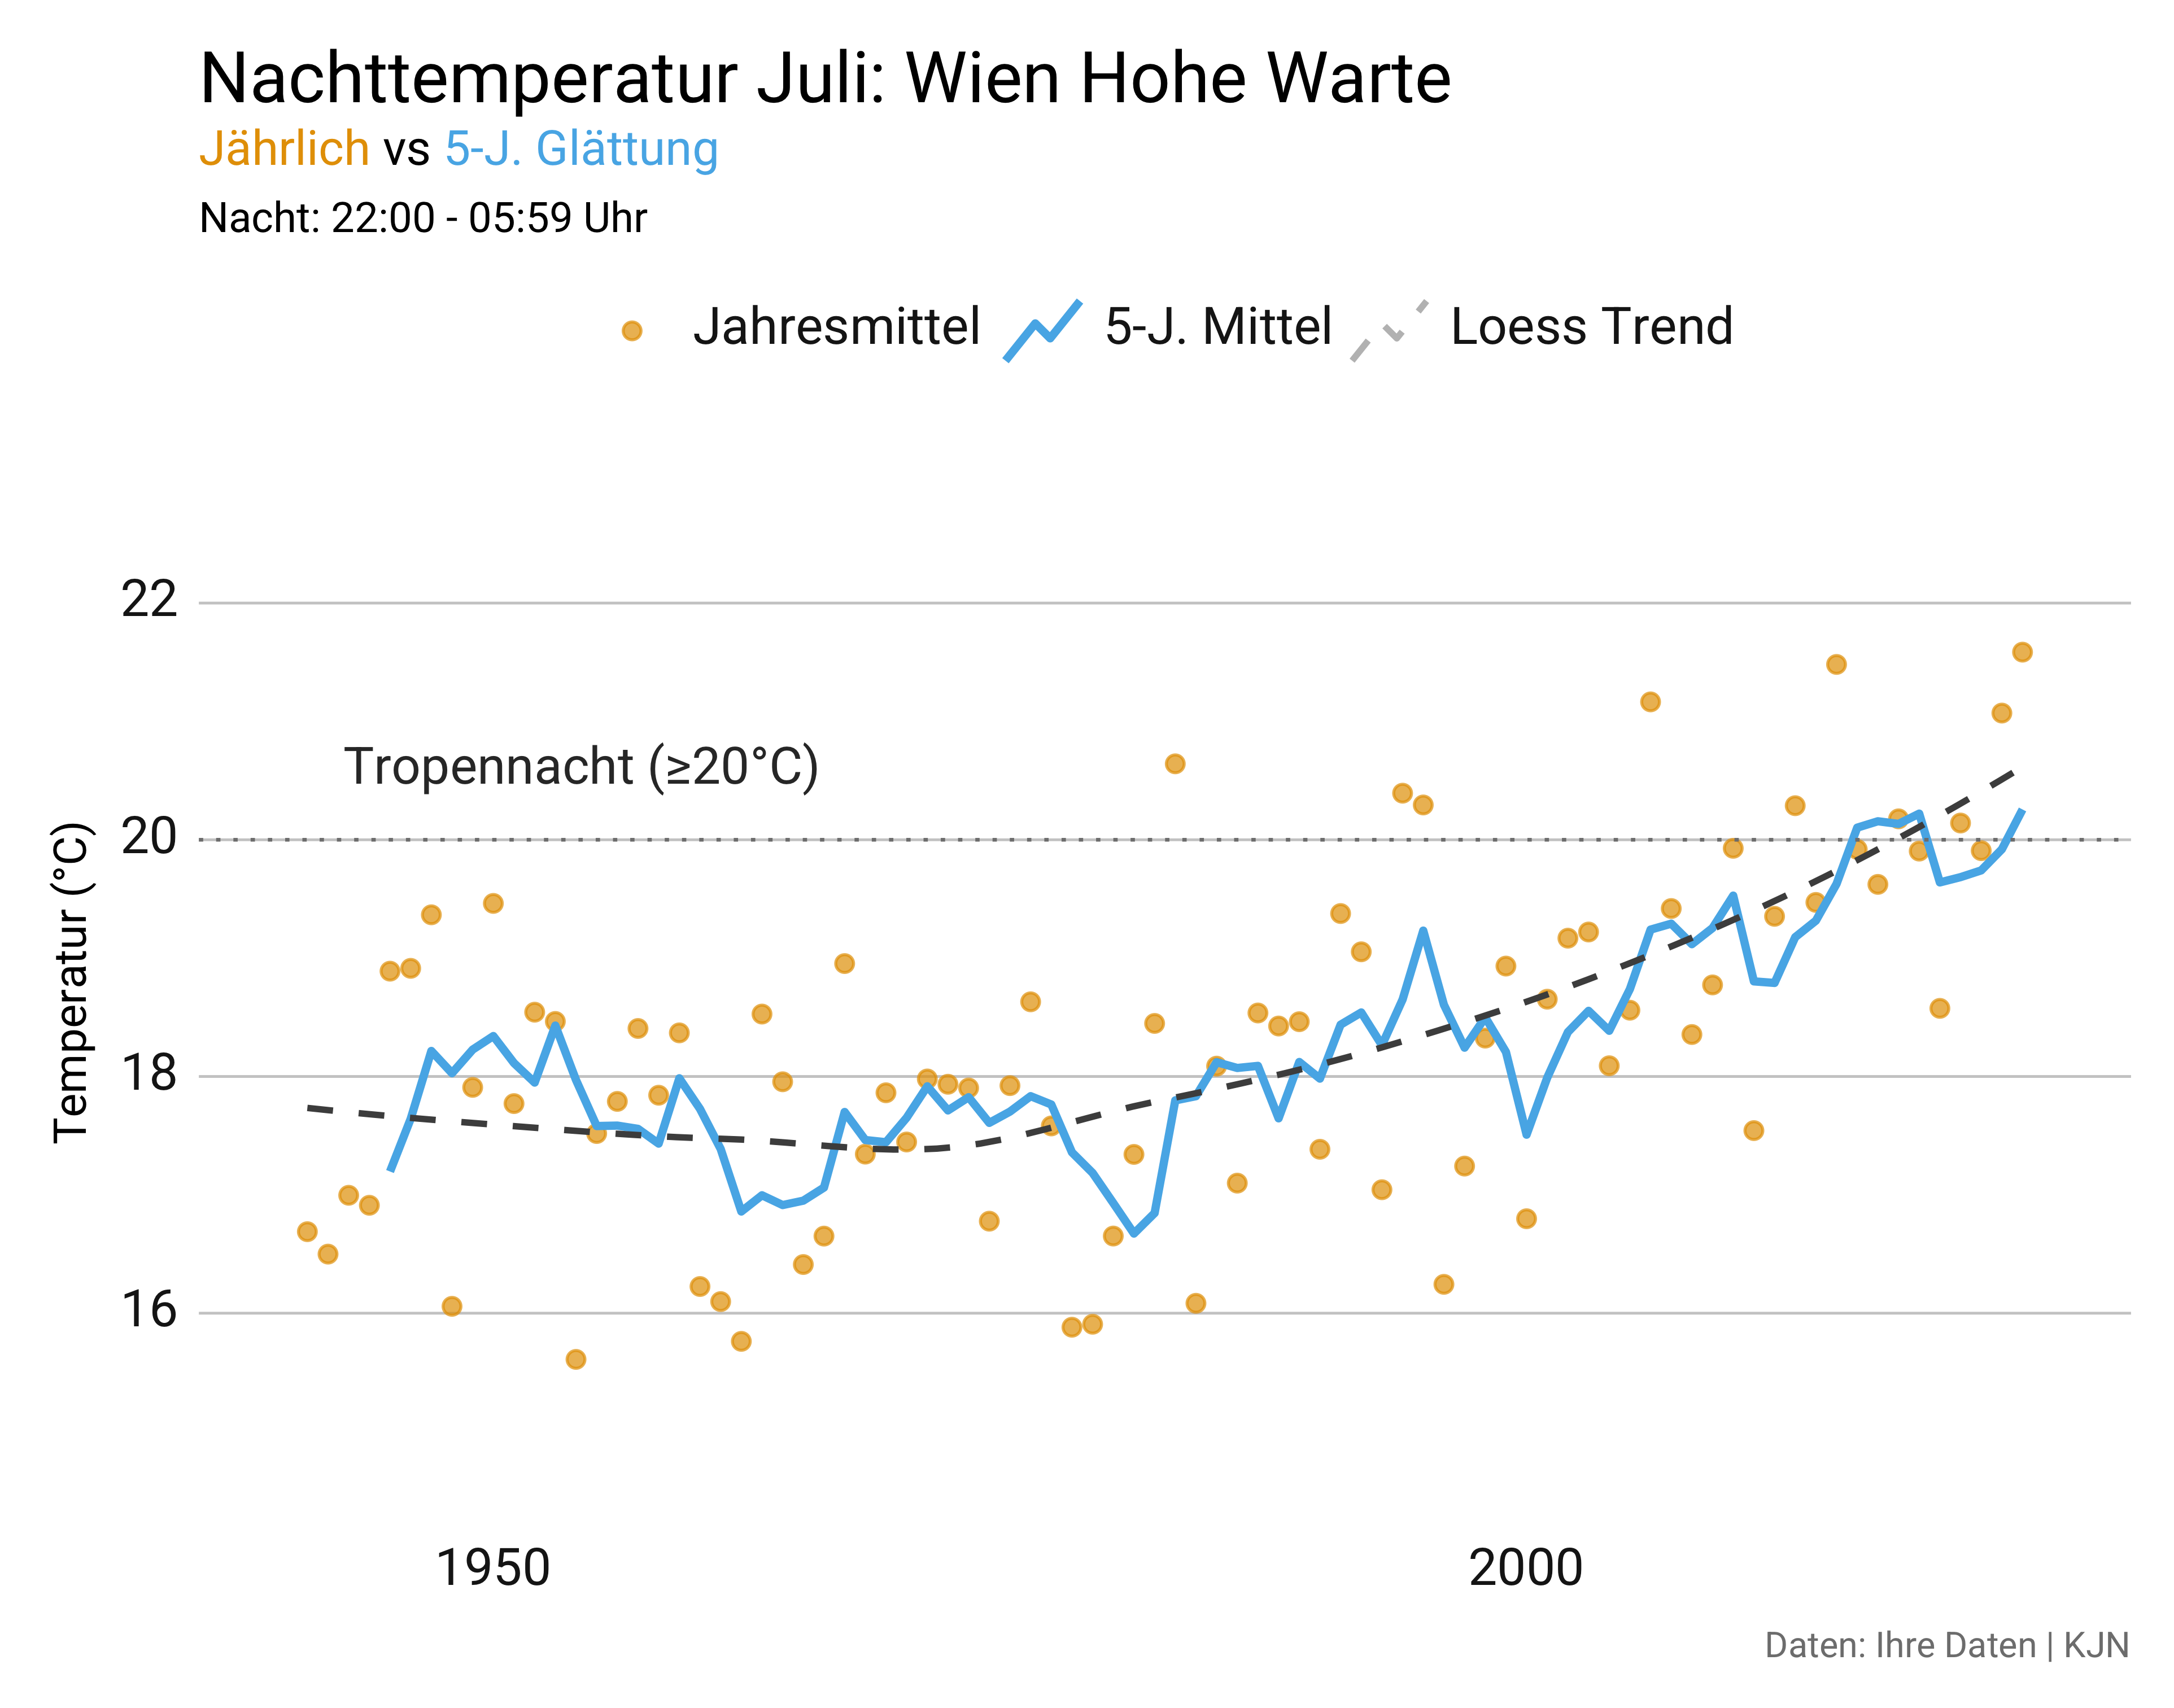 Nachttemperatur Juli: Wien Hohe Warte
Jährlich vs 5-J. Glättung
Nacht: 22:00 - 05:59 Uhr
Jahresmittel 5-J. Mittel Loess Trend
22
Tropennacht (≥20°C)
20
18
16
Temperatur (°C)
1950 2000
Daten: Ihre Daten | KJN